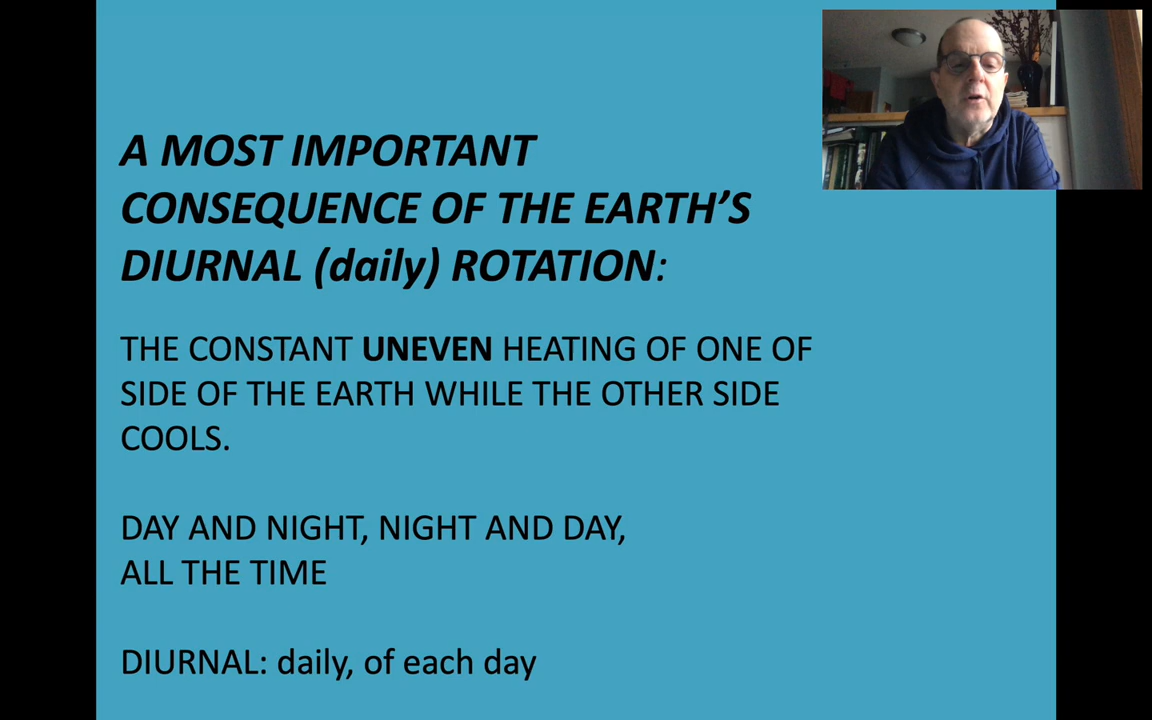 A MOST IMPORTANT
CONSEQUENCE OF THE EARTH’S
DIURNAL (daily) ROTATION:
THE CONSTANT UNEVEN HEATING OF ONE OF
SIDE OF THE EARTH WHILE THE OTHER SIDE
COOLS.
DAY AND NIGHT, NIGHT AND DAY,
ALL THE TIME
DIURNAL: daily, of each day